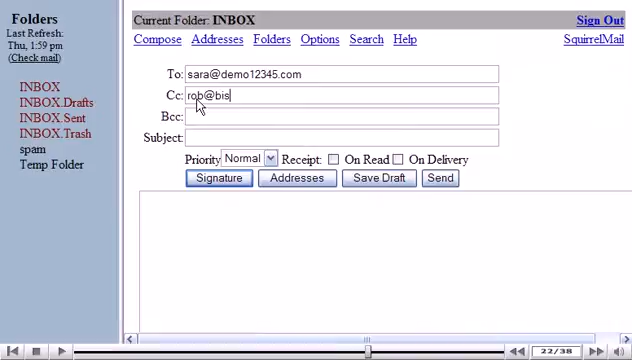 Folders
Last Refresh:
Thu, 1:59 pm
(Check mail)
INBOX
INBOX.Drafts
INBOX.Sent
INBOX.Trash
spam
Temp Folder
Current Folder: INBOX
Sign Out
Compose Addresses Folders Options Search Help
SquirrelMail
To: sara@demo12345.com
Cc: rob@bis
Bcc:
Subject:
Priority Normal Receipt: On Read On Delivery
Signature Addresses Save Draft Send
22/38